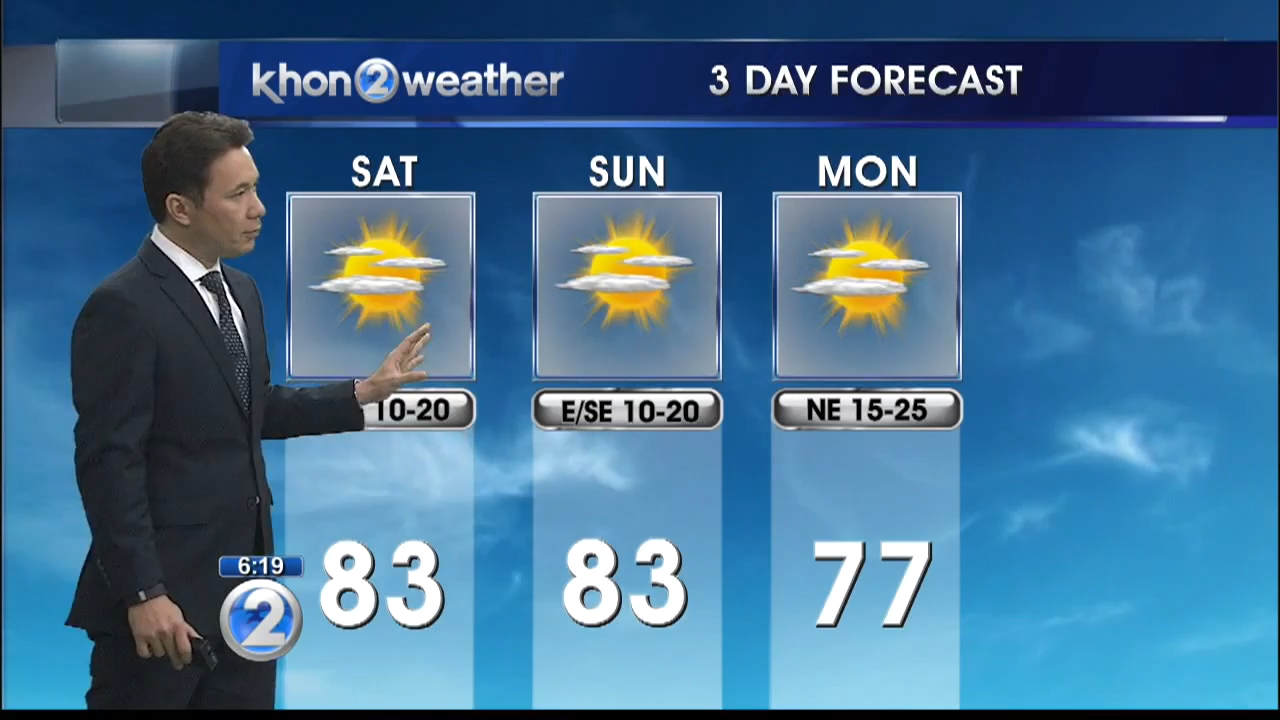 khon2weather
3 DAY FORECAST
SAT
SUN
MON
10-20
E/SE 10-20
NE 15-25
83
83
77
6:19
2